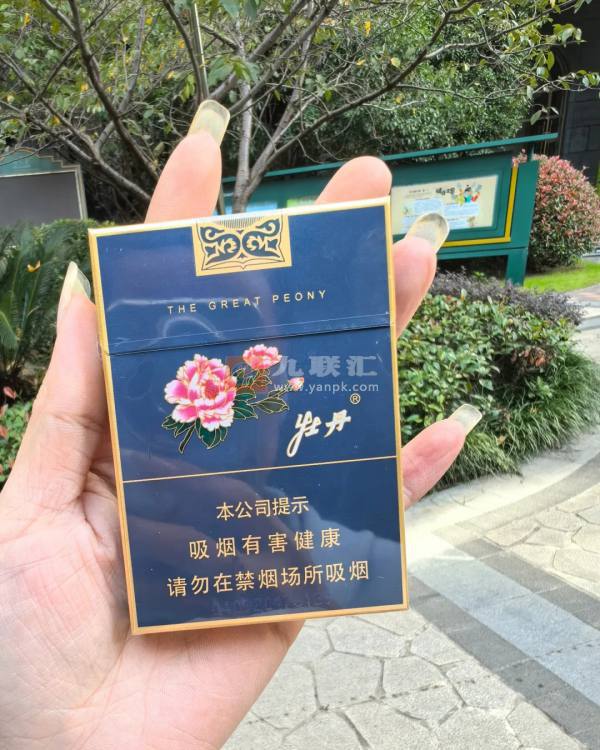 THE GREAT PEONY
九联汇
www.yanpk.com
牡丹®
本公司提示
吸烟有害健康
请勿在禁烟场所吸烟